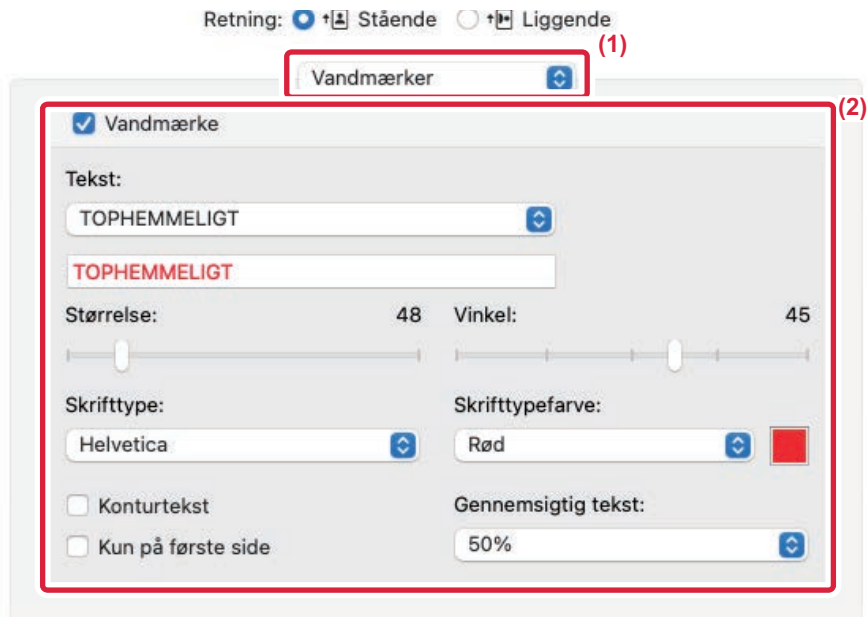 Retning: Stående Liggende
(1)
Vandmærker
(2)
Vandmærke
Tekst:
TOPHEMMELIGT
TOPHEMMELIGT
Størrelse: 48 Vinkel: 45
Skrifttype: Skrifttypefarve:
Helvetica Rød
Konturtekst Gennemsigtig tekst:
Kun på første side 50%